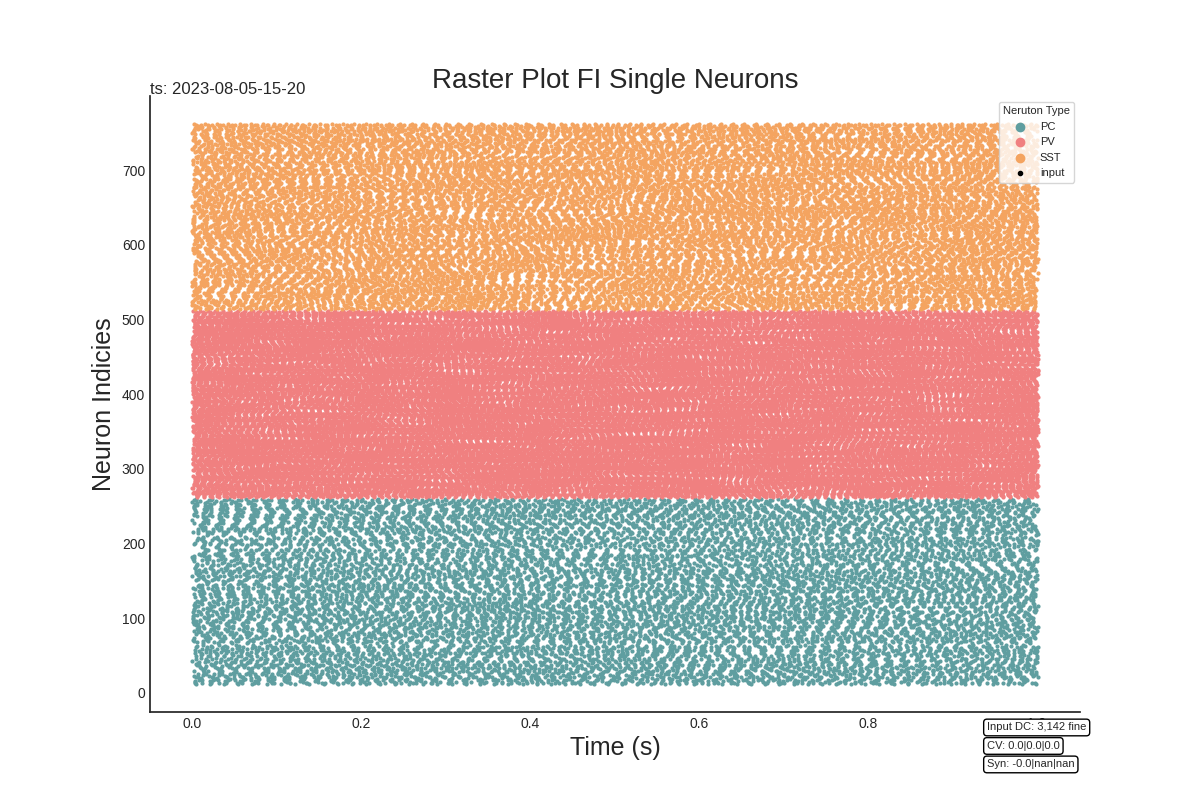 Raster Plot FI Single Neurons
ts: 2023-08-05-15-20
Neruton Type
PC
PV
SST
input
700
600
500
400
300
200
100
0
Neuron Indicies
0.0 0.2 0.4 0.6 0.8
Time (s)
Input DC: 3,142 fine
CV: 0.0|0.0|0.0
Syn: -0.0|nan|nan